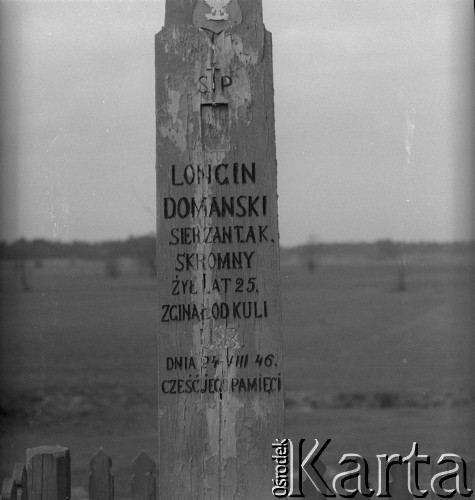 S P
LONGIN
DOMAŃSKI
SIERŻANT A.K.
SKROMNY
ŻYŁ LAT 25.
ZGINĄŁ OD KULI
DNIA 24 VIII 46.
CZEŚĆ JEGO PAMIĘCI
Ośrodek
Karta